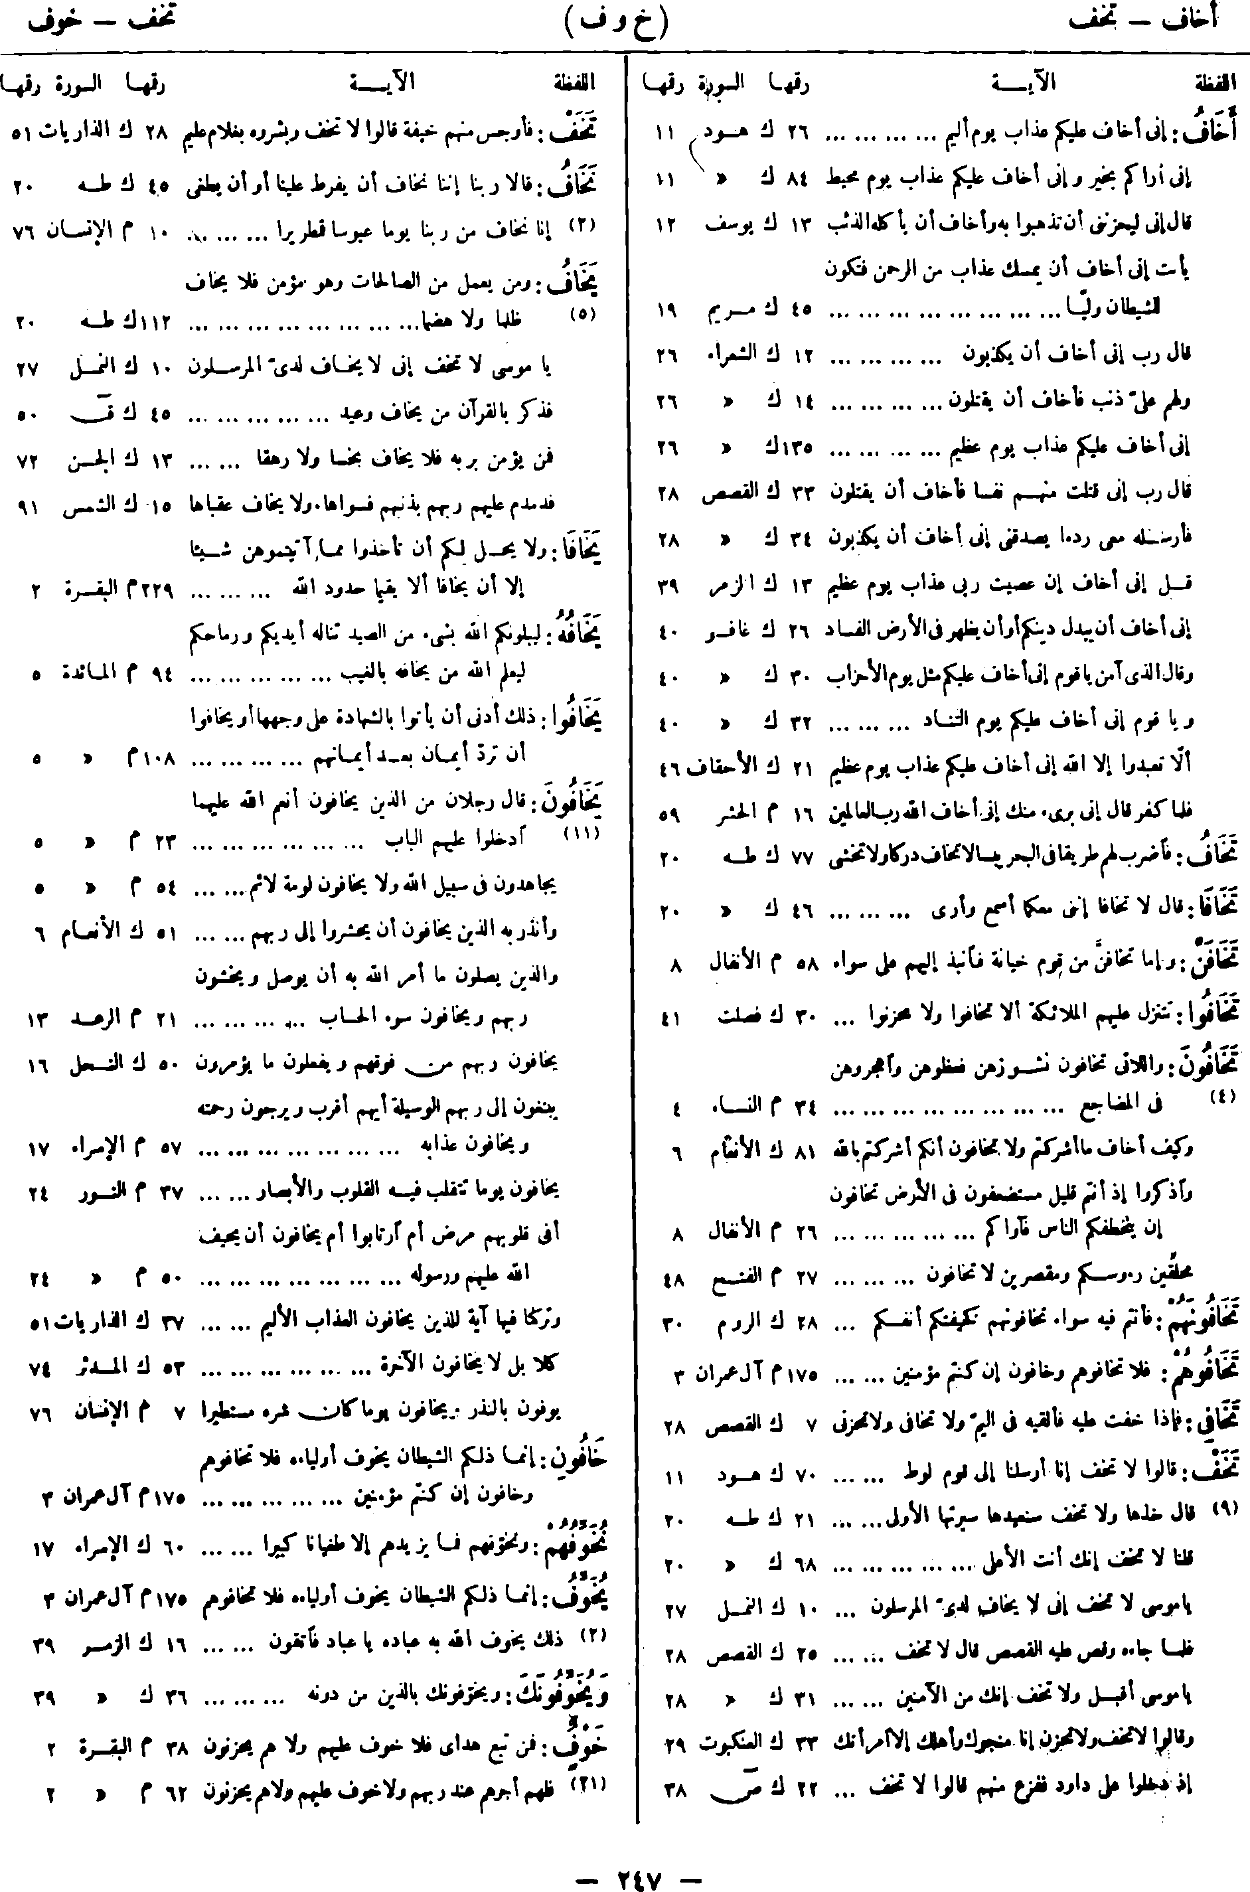 أخاف — تخف
(خ و ف)
تخف — خوف
اللفظة الآيــة رقها السورة رقها
أَخَافُ: إنى أخاف عليكم عذاب يوم أليم ... ... ... ... ٢٦ ك هود ١١
إنى أراكم بخير وإنى أخاف عليكم عذاب يوم محيط ٨٤ ك » ١١
قال إنى ليحزننى أن تذهبوا به وأخاف أن يأكله الذئب ١٣ ك يوسف ١٢
يأبت إنى أخاف أن يمسك عذاب من الرحمن فتكون
للشيطان وليّا ... ... ... ... ... ... ... ... ٤٥ ك مريم ١٩
قال رب إنى أخاف أن يكذبون ... ... ... ... ١٢ ك الشعراء ٢٦
ولهم علىّ ذنب فأخاف أن يقتلون ... ... ... ... ١٤ ك » ٢٦
إنى أخاف عليكم عذاب يوم عظيم ... ... ... ... ١٣٥ك » ٢٦
قال رب إنى قتلت منهم نفسا فأخاف أن يقتلون ٣٣ ك القصص ٢٨
فأرسله معى ردءا يصدقنى إنى أخاف أن يكذبون ٣٤ ك » ٢٨
قل إنى أخاف إن عصيت ربى عذاب يوم عظيم ١٣ ك الزمر ٣٩
إنى أخاف أن يبدل دينكم أو أن يظهر فى الأرض الفساد ٢٦ ك غافر ٤٠
وقال الذى آمن يا قوم إنى أخاف عليكم مثل يوم الأحزاب ٣٠ ك » ٤٠
ويا قوم إنى أخاف عليكم يوم التناد ... ... ... ٣٢ ك » ٤٠
ألّا تعبدوا إلا الله إنى أخاف عليكم عذاب يوم عظيم ٢١ ك الأحقاف ٤٦
فلما كفر قال إنى برىء منك إنى أخاف الله رب العالمين ١٦ م الحشر ٥٩
تَخَافُ: فأضرب لهم طريقا فى البحر يبسا لا تخاف دركا ولا تخشى ٧٧ ك طه ٢٠
تَخَافَا: قال لا تخافا إننى معكما أسمع وأرى ... ... ... ٤٦ ك » ٢٠
تَخَافَنْ: وإما تخافنَّ من قوم خيانة فأنبذ إليهم على سواء ٥٨ م الأنفال ٨
تَخَافُوا: تتنزل عليهم الملائكة ألا تخافوا ولا تحزنوا ... ٣٠ ك فصلت ٤١
تَخَافُونَ: واللاتى تخافون نشوزهن فعظوهن وأهجروهن
(٤) فى المضاجع ... ... ... ... ... ... ... ... ٣٤ م النساء ٤
وكيف أخاف ما أشركتم ولا تخافون أنكم أشركتم بالله ٨١ ك الأنعام ٦
وأذكروا إذ أنتم قليل مستضعفون فى الأرض تخافون
إن يتخطفكم الناس فآواكم ... ... ... ... ... ٢٦ م الأنفال ٨
محلقين رءوسكم ومقصرين لا تخافون ... ... ... ٢٧ م الفتح ٤٨
تَخَافُونَهُمْ: فأنتم فيه سواء تخافونهم كخيفتكم أنفسكم ... ٢٨ ك الروم ٣٠
تَخَافُوهُمْ: فلا تخافوهم وخافون إن كنتم مؤمنين ... ... ١٧٥م آل عمران ٣
تَخَافِى: فإذا خفت عليه فألقيه فى اليمّ ولا تخافى ولا تحزنى ٧ ك القصص ٢٨
تَخَفْ: قالوا لا تخف إنا أرسلنا إلى قوم لوط ... ... ٧٠ ك هود ١١
(٩) قال خذها ولا تخف سنعيدها سيرتها الأولى ... ... ٢١ ك طه ٢٠
قلنا لا تخف إنك أنت الأعلى ... ... ... ... ... ٦٨ ك » ٢٠
ياموسى لا تخف إنى لا يخاف لدىّ المرسلون ... ١٠ ك النمل ٢٧
فلما جاءه وقص عليه القصص قال لا تخف ... ... ٢٥ ك القصص ٢٨
ياموسى أقبل ولا تخف إنك من الآمنين ... ... ٣١ ك » ٢٨
وقالوا لا تخف ولا تحزن إنا منجوك وأهلك إلا أمرأتك ٣٣ ك العنكبوت ٢٩
إذ دخلوا على داود ففزع منهم قالوا لا تخف ... ٢٢ ك صٓ ٣٨
اللفظة الآيــة رقها السورة رقها
تَخَفْ: فأوجس منهم خيفة قالوا لا تخف وبشروه بغلام عليم ٢٨ ك الذاريات ٥١
نَخَافُ: قالا ربنا إننا نخاف أن يفرط علينا أو أن يطغى ٤٥ ك طه ٢٠
(٢) إنا نخاف من ربنا يوما عبوسا قمطريرا ... ... ... ١٠ م الإنسان ٧٦
يَخَافُ: ومن يعمل من الصالحات وهو مؤمن فلا يخاف
(٥) ظلما ولا هضما ... ... ... ... ... ... ... ... ١١٢ك طه ٢٠
يا موسى لا تخف إنى لا يخاف لدىّ المرسلون ١٠ ك النمل ٢٧
فذكر بالقرآن من يخاف وعيد ... ... ... ... ... ٤٥ ك قٓ ٥٠
فمن يؤمن بربه فلا يخاف بخسا ولا رهقا ... ... ١٣ ك الجن ٧٢
فدمدم عليهم ربهم بذنبهم فسواها. ولا يخاف عقباها ١٥ ك الشمس ٩١
يَخَافَا: ولا يحل لكم أن تأخذوا مما آتيتموهن شيئا
إلا أن يخافا ألا يقيما حدود الله ... ... ... ٢٢٩م البقرة ٢
يَخَافُهُ: ليبلونكم الله بشىء من الصيد تناله أيديكم ورماحكم
ليعلم الله من يخافه بالغيب ... ... ... ... ... ٩٤ م المائدة ٥
يَخَافُوا: ذلك أدنى أن يأتوا بالشهادة على وجهها أو يخافوا
أن تردّ أيمان بعد أيمانهم ... ... ... ... ١٠٨م » ٥
يَخَافُونَ: قال رجلان من الذين يخافون أنعم الله عليهما
(١١) أدخلوا عليهم الباب ... ... ... ... ... ... ٢٣ م » ٥
يجاهدون فى سبيل الله ولا يخافون لومة لائم ... ... ٥٤ م » ٥
وأنذر به الذين يخافون أن يحشروا إلى ربهم ... ... ٥١ ك الأنعام ٦
والذين يصلون ما أمر الله به أن يوصل ويخشون
ربهم ويخافون سوء الحساب ... ... ... ... ٢١ م الرعد ١٣
يخافون ربهم من فوقهم ويفعلون ما يؤمرون ٥٠ ك النحل ١٦
يبتغون إلى ربهم الوسيلة أيهم أقرب ويرجون رحمته
ويخافون عذابه ... ... ... ... ... ... ... ٥٧ م الإسراء ١٧
يخافون يوما تتقلب فيه القلوب والأبصار ... ... ٣٧ م النور ٢٤
أفى قلوبهم مرض أم أرتابوا أم يخافون أن يحيف
الله عليهم ورسوله ... ... ... ... ... ... ... ٥٠ م » ٢٤
وتركنا فيها آية للذين يخافون العذاب الأليم ... ... ٣٧ ك الذاريات ٥١
كلا بل لا يخافون الآخرة ... ... ... ... ... ... ٥٣ ك المدثر ٧٤
يوفون بالنذر ويخافون يوما كان شره مستطيرا ٧ م الإنسان ٧٦
خَافُونِ: إنما ذلكم الشيطان يخوف أولياءه فلا تخافوهم
وخافون إن كنتم مؤمنين ... ... ... ... ... ١٧٥م آل عمران ٣
نُخَوِّفُهُمْ: ونخوّفهم فما يزيدهم إلا طغيانا كبيرا ... ... ٦٠ ك الإسراء ١٧
يُخَوِّفُ: إنما ذلكم الشيطان يخوف أولياءه فلا تخافوهم ١٧٥م آل عمران ٣
(٢) ذلك يخوف الله به عباده يا عباد فأتقون ... ... ١٦ ك الزمر ٣٩
وَيُخَوِّفُونَكَ: ويخوّفونك بالذين من دونه ... ... ... ٣٦ ك » ٣٩
خَوْفٌ: فمن تبع هداى فلا خوف عليهم ولا هم يحزنون ٣٨ م البقرة ٢
(٢١) فلهم أجرهم عند ربهم ولا خوف عليهم ولا هم يحزنون ٦٢ م » ٢
— ٢٤٧ —